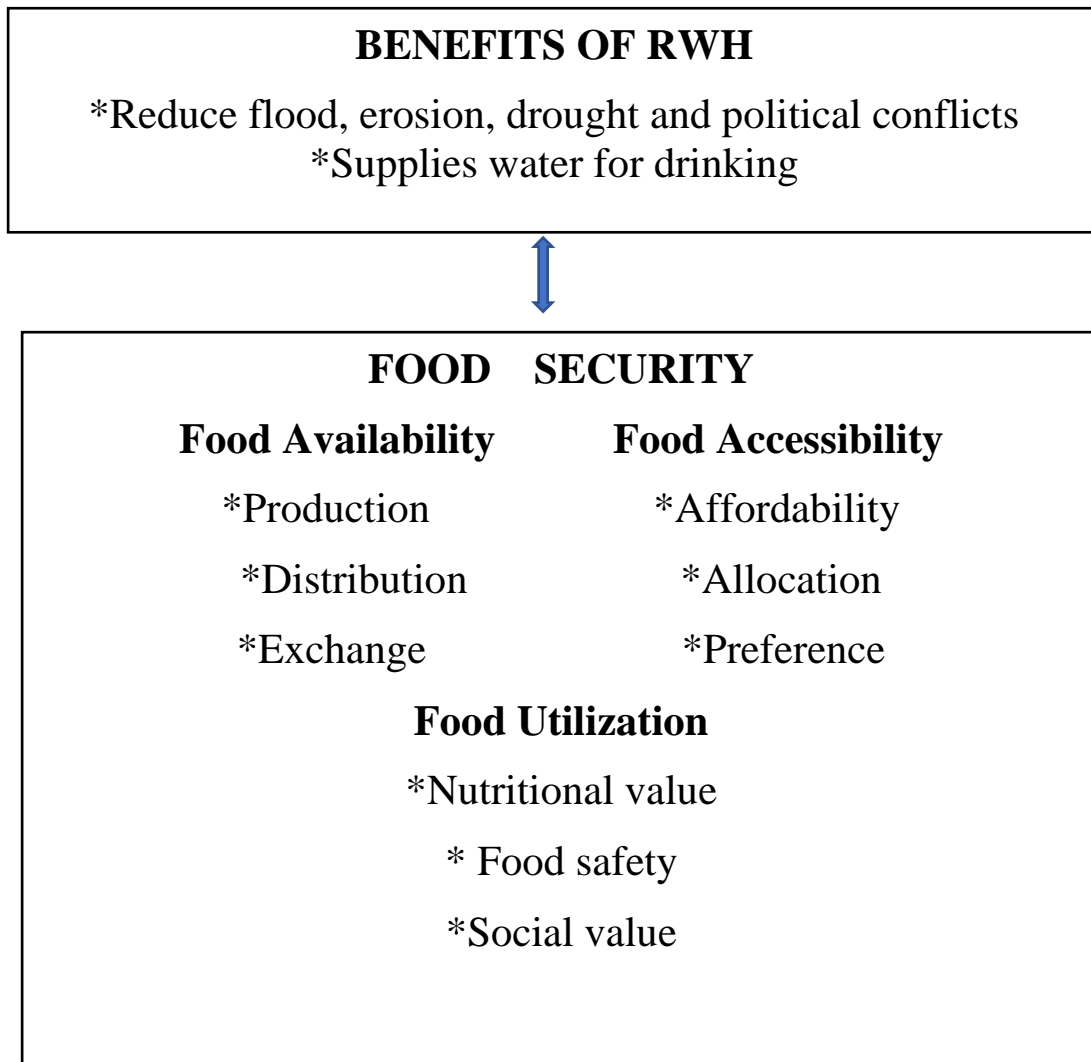 BENEFITS OF RWH
*Reduce flood, erosion, drought and political conflicts
*Supplies water for drinking
FOOD SECURITY
Food Availability Food Accessibility
*Production *Affordability
*Distribution *Allocation
*Exchange *Preference
Food Utilization
*Nutritional value
* Food safety
*Social value